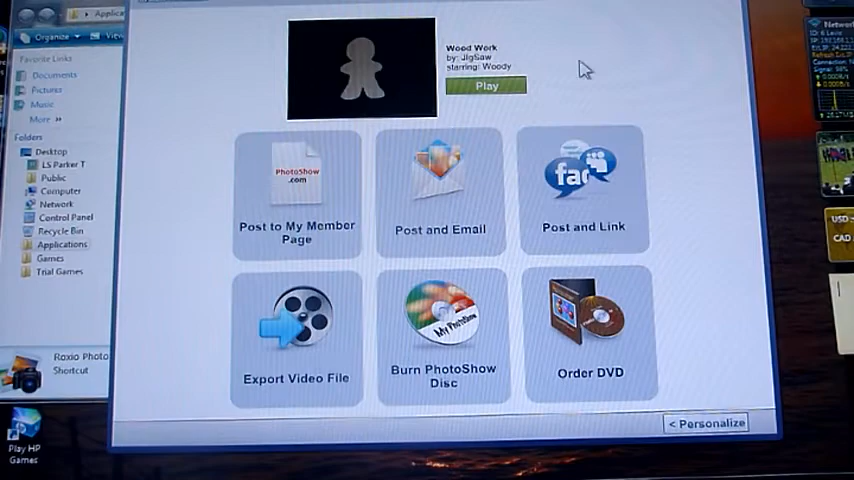 Applica
Organize
View
Favorite Links
Documents
Pictures
Music
More »
Folders
Desktop
LS Parker T
Public
Computer
Network
Control Panel
Recycle Bin
Applications
Games
Trial Games
Roxio Photo
Shortcut
Play HP
Games
Wood Work
by: JigSaw
starring: Woody
Play
PhotoShow
.com
Post to My Member
Page
Post and Email
fac
Post and Link
Export Video File
My PhotoShow
Burn PhotoShow
Disc
Order DVD
< Personalize
Network
USD
CAD